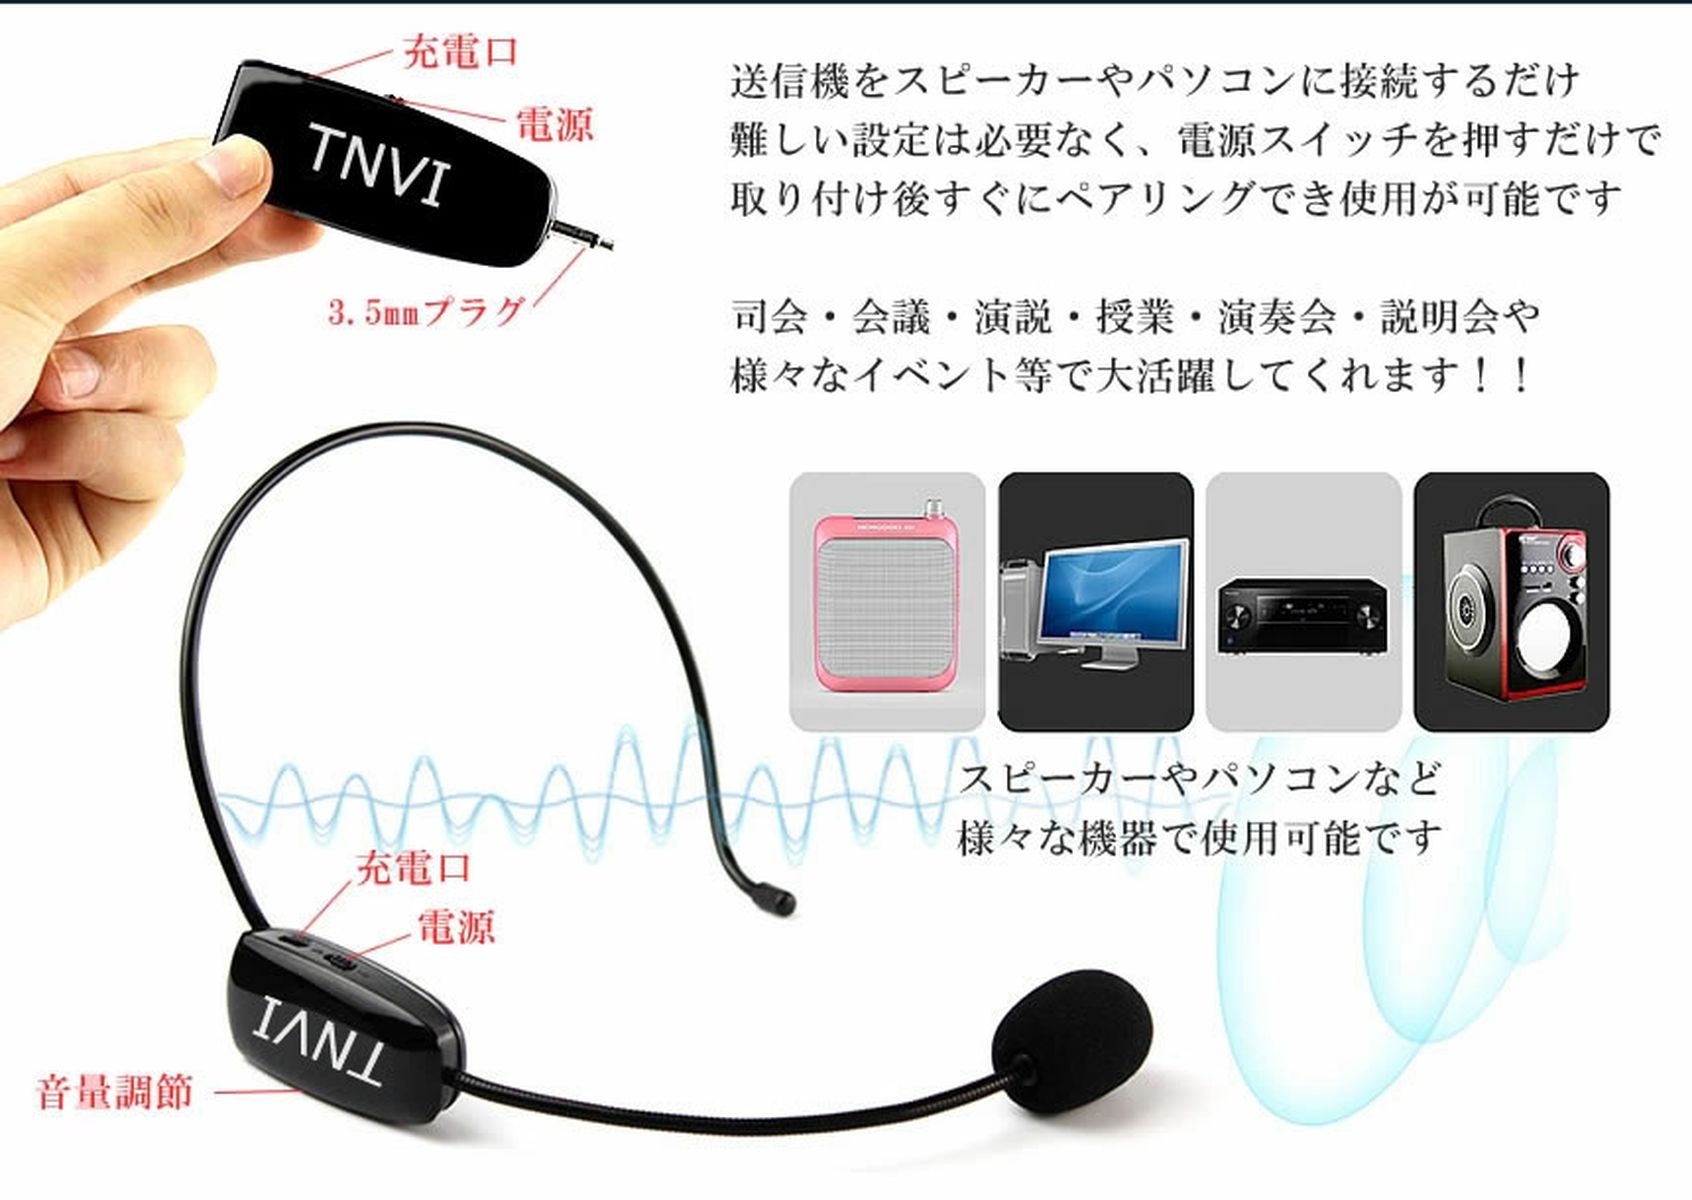 充電口
電源
TNVI
3.5mmプラグ
送信機をスピーカーやパソコンに接続するだけ
難しい設定は必要なく、電源スイッチを押すだけで
取り付け後すぐにペアリングでき使用が可能です
司会・会議・演説・授業・演奏会・説明会や
様々なイベント等で大活躍してくれます！！
スピーカーやパソコンなど
様々な機器で使用可能です
充電口
電源
TNVI
音量調節